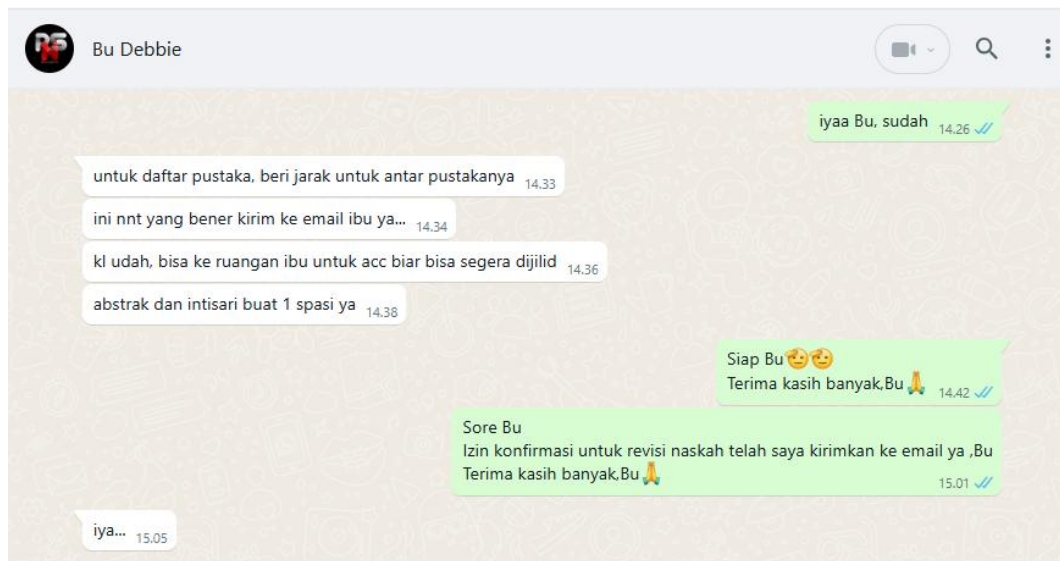 Bu Debbie
iyaa Bu, sudah 14.26
untuk daftar pustaka, beri jarak untuk antar pustakanya 14.33
ini nnt yang bener kirim ke email ibu ya... 14.34
kl udah, bisa ke ruangan ibu untuk acc biar bisa segera dijilid 14.36
abstrak dan intisari buat 1 spasi ya 14.38
Siap Bu🫡🫡
Terima kasih banyak,Bu🙏 14.42
Sore Bu
Izin konfirmasi untuk revisi naskah telah saya kirimkan ke email ya ,Bu
Terima kasih banyak,Bu🙏 15.01
iya... 15.05